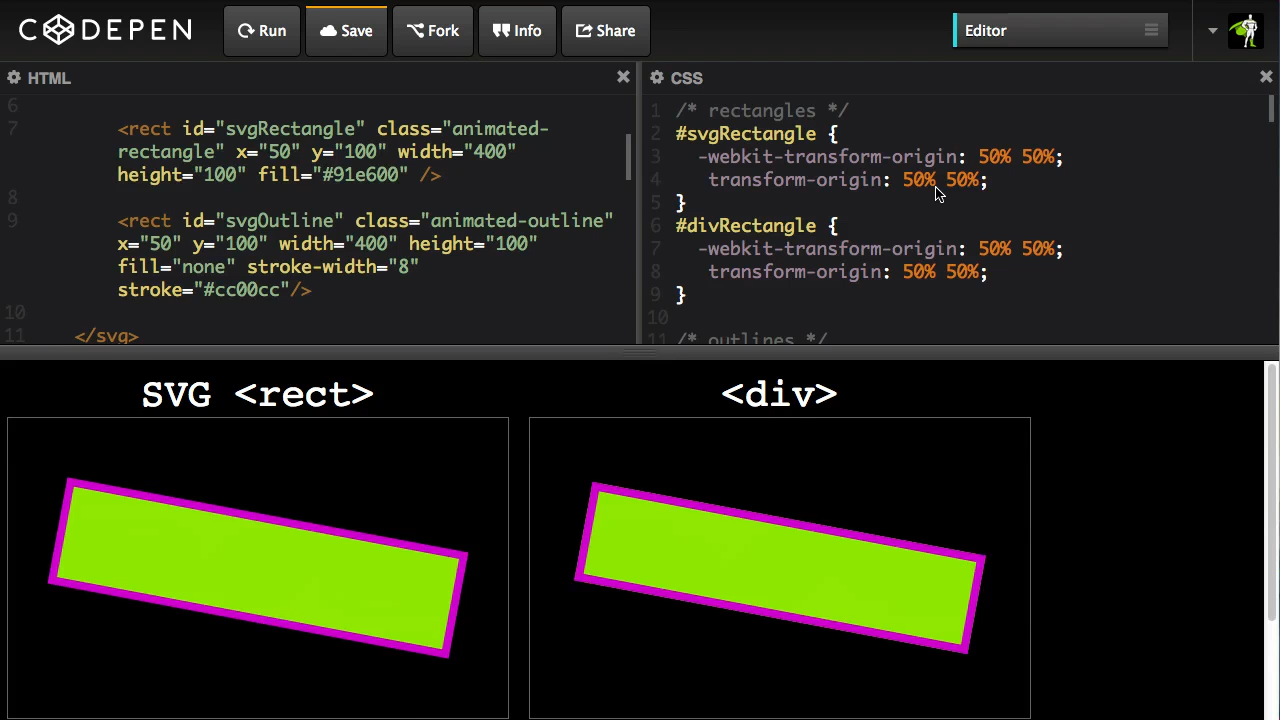 CODEPEN
Run
Save
Fork
Info
Share
Editor
HTML
6
7 <rect id="svgRectangle" class="animated-
rectangle" x="50" y="100" width="400"
height="100" fill="#91e600" />
8
9 <rect id="svgOutline" class="animated-outline"
x="50" y="100" width="400" height="100"
fill="none" stroke-width="8"
stroke="#cc00cc"/>
10
11 </svg>
CSS
1 /* rectangles */
2 #svgRectangle {
3 -webkit-transform-origin: 50% 50%;
4 transform-origin: 50% 50%;
5 }
6 #divRectangle {
7 -webkit-transform-origin: 50% 50%;
8 transform-origin: 50% 50%;
9 }
10
11 /* outlines */
SVG <rect>
<div>